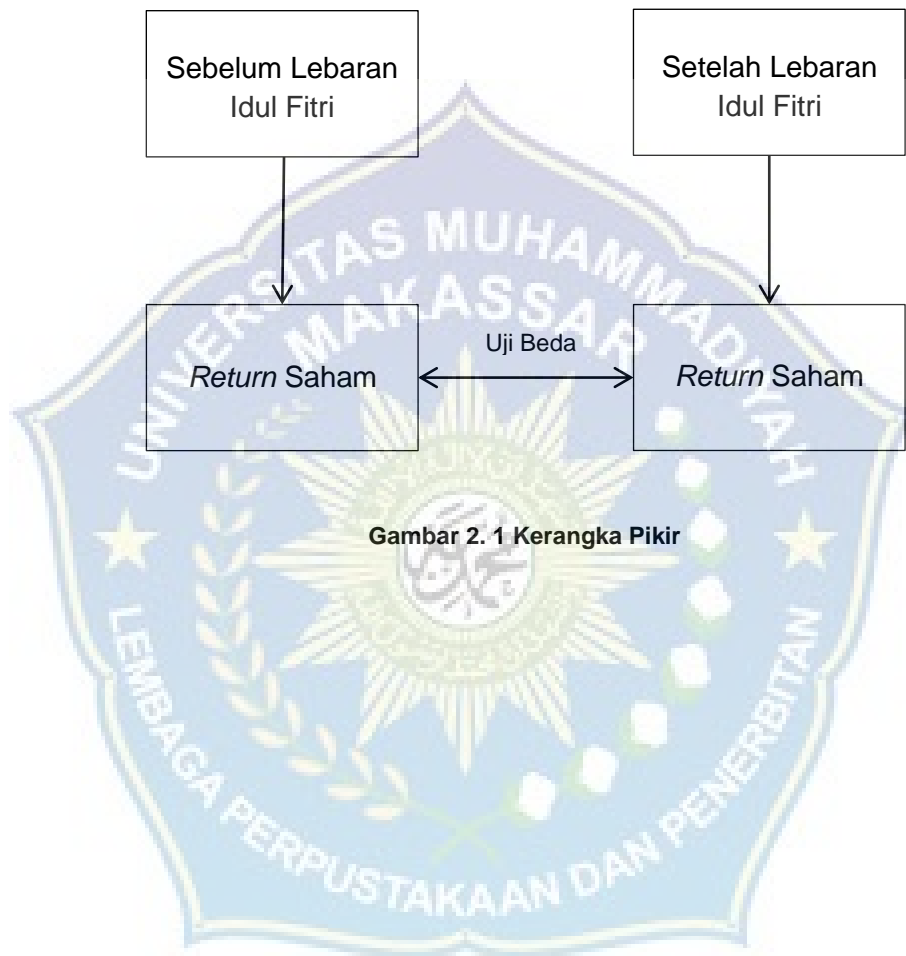 Sebelum Lebaran
Idul Fitri
Setelah Lebaran
Idul Fitri
Return Saham
Uji Beda
Return Saham
Gambar 2. 1 Kerangka Pikir
UNIVERSITAS MUHAMMADIYAH
MAKASSAR
LEMBAGA PERPUSTAKAAN DAN PENERBITAN